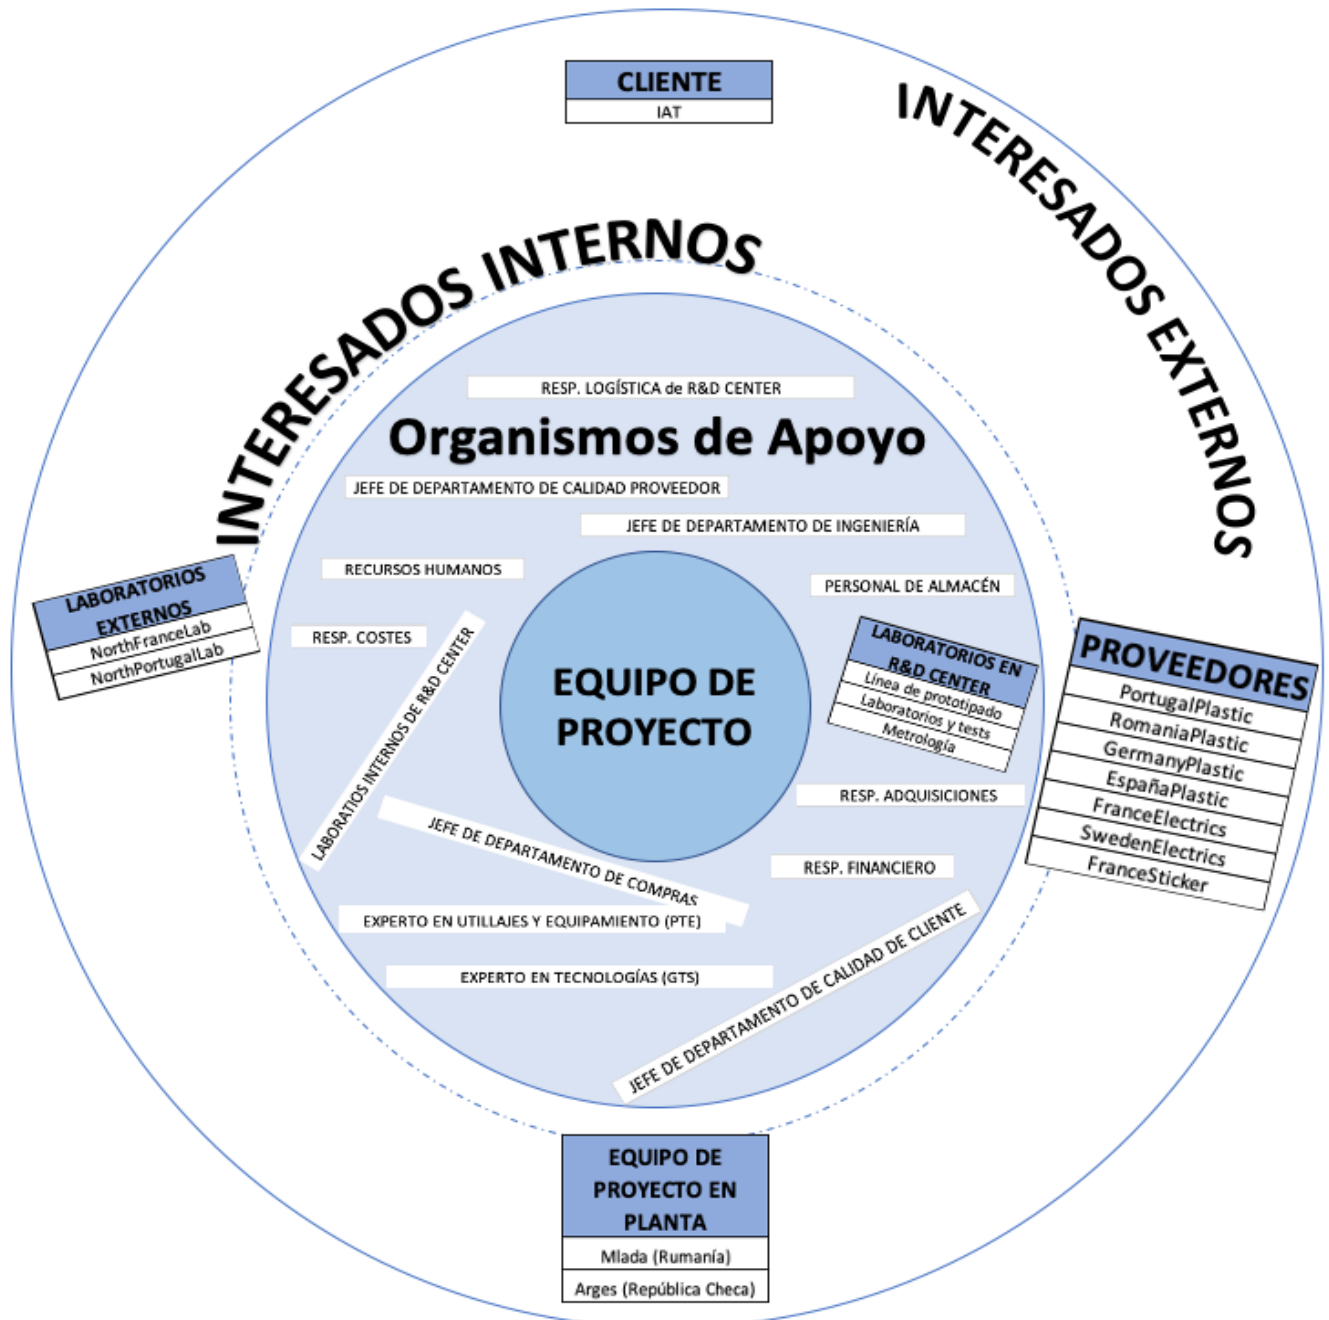 CLIENTE
IAT
INTERESADOS EXTERNOS
INTERESADOS INTERNOS
RESP. LOGÍSTICA de R&D CENTER
Organismos de Apoyo
JEFE DE DEPARTAMENTO DE CALIDAD PROVEEDOR
JEFE DE DEPARTAMENTO DE INGENIERÍA
RECURSOS HUMANOS
PERSONAL DE ALMACÉN
LABORATORIOS
EXTERNOS
NorthFranceLab
NorthPortugalLab
RESP. COSTES
LABORATIOS INTERNOS DE R&D CENTER
EQUIPO DE
PROYECTO
LABORATORIOS EN
R&D CENTER
Línea de prototipado
Laboratorios y tests
Metrología
PROVEEDORES
PortugalPlastic
RomaniaPlastic
GermanyPlastic
EspañaPlastic
FranceElectrics
SwedenElectrics
FranceSticker
RESP. ADQUISICIONES
JEFE DE DEPARTAMENTO DE COMPRAS
RESP. FINANCIERO
EXPERTO EN UTILLAJES Y EQUIPAMIENTO (PTE)
EXPERTO EN TECNOLOGÍAS (GTS)
JEFE DE DEPARTAMENTO DE CALIDAD DE CLIENTE
EQUIPO DE
PROYECTO EN
PLANTA
Mlada (Rumanía)
Arges (República Checa)